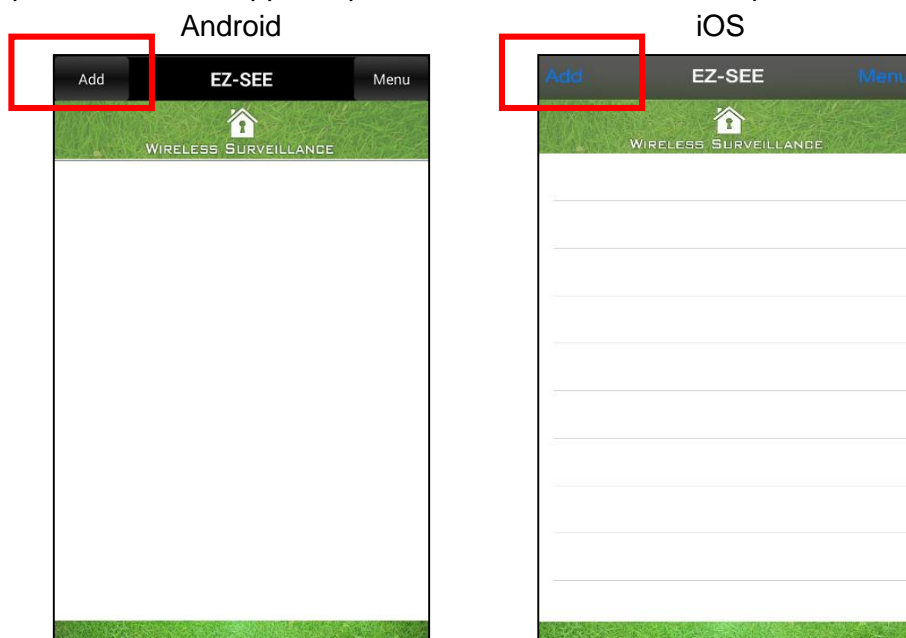 Android
iOS
Add EZ-SEE Menu
WIRELESS SURVEILLANCE
Add EZ-SEE Menu
WIRELESS SURVEILLANCE